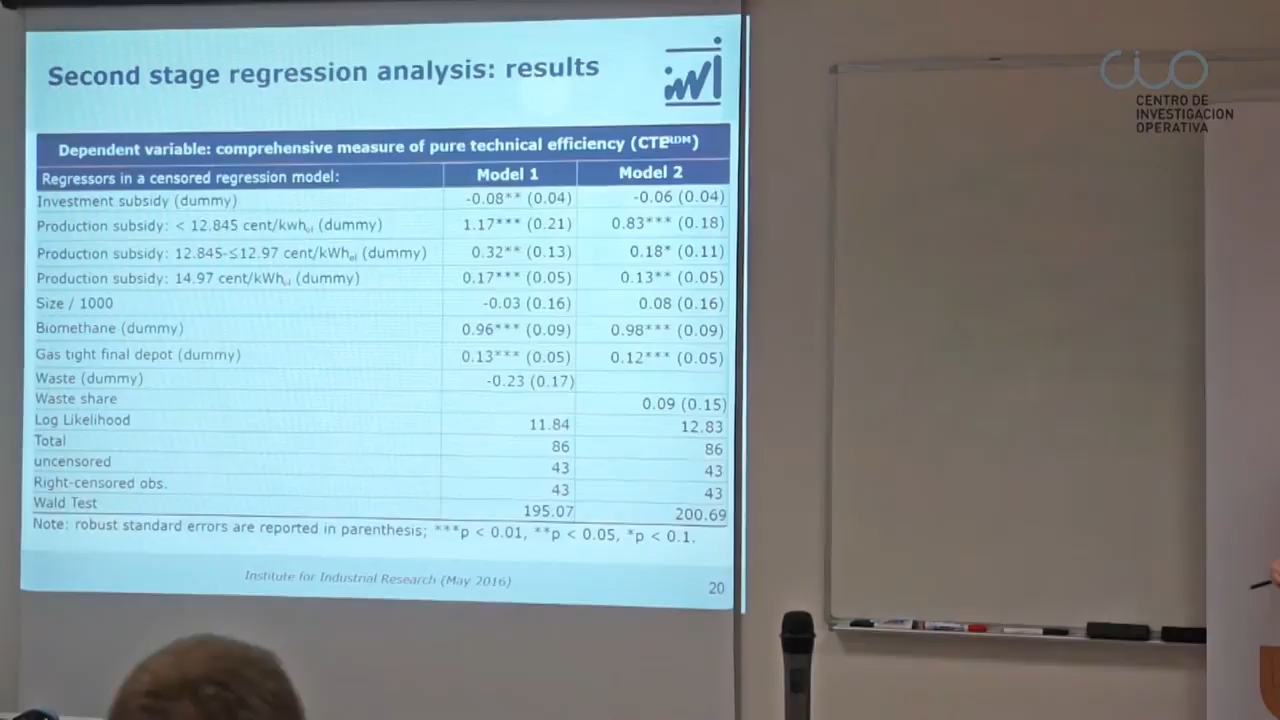 Second stage regression analysis: results
iwi
Dependent variable: comprehensive measure of pure technical efficiency (CTE)
Regressors in a censored regression model: Model 1 Model 2
Investment subsidy (dummy) -0.08** (0.04) -0.06 (0.04)
Production subsidy: < 12.845 cent/kwhel (dummy) 1.17*** (0.21) 0.83*** (0.18)
Production subsidy: 12.845-≤12.97 cent/kWhel (dummy) 0.32** (0.13) 0.18* (0.11)
Production subsidy: 14.97 cent/kWhel (dummy) 0.17*** (0.05) 0.13** (0.05)
Size / 1000 -0.03 (0.16) 0.08 (0.16)
Biomethane (dummy) 0.96*** (0.09) 0.98*** (0.09)
Gas tight final depot (dummy) 0.13*** (0.05) 0.12*** (0.05)
Waste (dummy) -0.23 (0.17)
Waste share 0.09 (0.15)
Log Likelihood 11.84 12.83
Total 86 86
uncensored 43 43
Right-censored obs. 43 43
Wald Test 195.07 200.69
Note: robust standard errors are reported in parenthesis; ***p < 0.01, **p < 0.05, *p < 0.1.
Institute for Industrial Research (May 2016)
20
CIO
CENTRO DE
INVESTIGACION
OPERATIVA